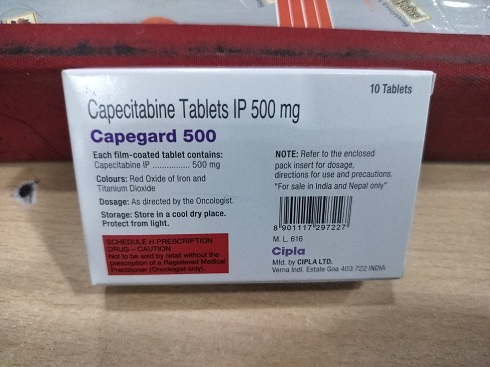 10 Tablets
Capecitabine Tablets IP 500 mg
Capegard 500
Each film-coated tablet contains:
Capecitabine IP ................ 500 mg
Colours: Red Oxide of Iron and
Titanium Dioxide
Dosage: As directed by the Oncologist.
Storage: Store in a cool dry place.
Protect from light.
SCHEDULE H PRESCRIPTION
DRUG – CAUTION
Not to be sold by retail without the
prescription of a Registered Medical
Practitioner (Oncologist only).
NOTE: Refer to the enclosed
pack insert for dosage,
directions for use and precautions.
"For sale in India and Nepal only"
8 901117 297227
M. L. 616
Cipla
Mfd. by CIPLA LTD.
Verna Indl. Estate Goa 403 722 INDIA